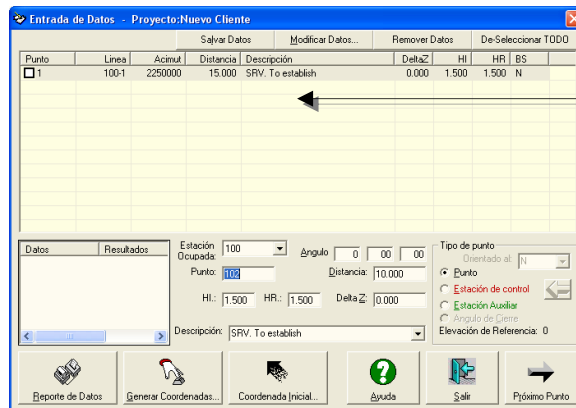 Entrada de Datos - Proyecto:Nuevo Cliente
Salvar Datos Modificar Datos... Remover Datos De-Seleccionar TODO
Punto Linea Acimut Distancia Descripción DeltaZ HI HR BS
1 100-1 2250000 15.000 SRV. To establish 0.000 1.500 1.500 N
Datos Resultados
Estación Ocupada: 100 Angulo 0 00 00
Punto: 102 Distancia: 10.000
HI.: 1.500 HR.: 1.500 Delta Z: 0.000
Descripción: SRV. To establish
Tipo de punto
Orientado al: N
Punto
Estación de control
Estación Auxiliar
Angulo de Cierre
Elevación de Referencia: 0
Reporte de Datos Generar Coordenadas... Coordenada Inicial... Ayuda Salir Próximo Punto